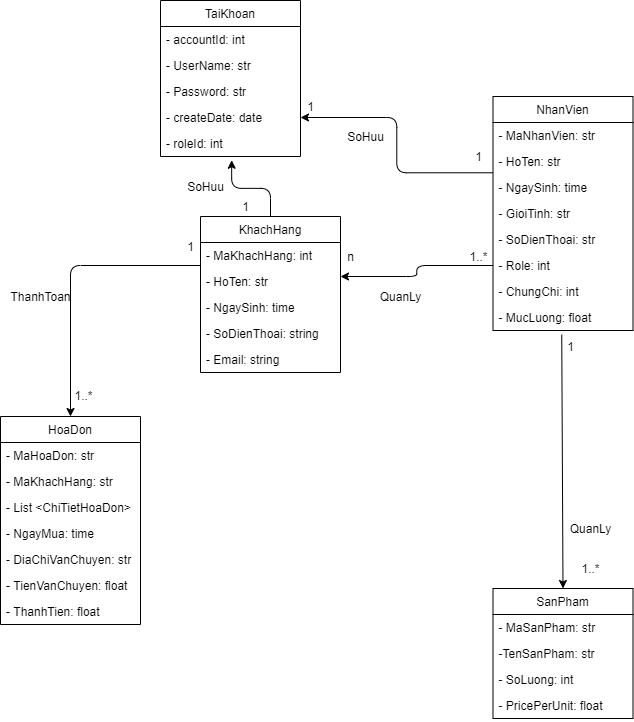 TaiKhoan
- accountId: int
- UserName: str
- Password: str
- createDate: date
- roleId: int
1
SoHuu
1
NhanVien
- MaNhanVien: str
- HoTen: str
- NgaySinh: time
- GioiTinh: str
- SoDienThoai: str
- Role: int
- ChungChi: int
- MucLuong: float
SoHuu
1
KhachHang
- MaKhachHang: int
- HoTen: str
- NgaySinh: time
- SoDienThoai: string
- Email: string
n
1..*
QuanLy
1
ThanhToan
1..*
HoaDon
- MaHoaDon: str
- MaKhachHang: str
- List <ChiTietHoaDon>
- NgayMua: time
- DiaChiVanChuyen: str
- TienVanChuyen: float
- ThanhTien: float
1
QuanLy
1..*
SanPham
- MaSanPham: str
-TenSanPham: str
- SoLuong: int
- PricePerUnit: float